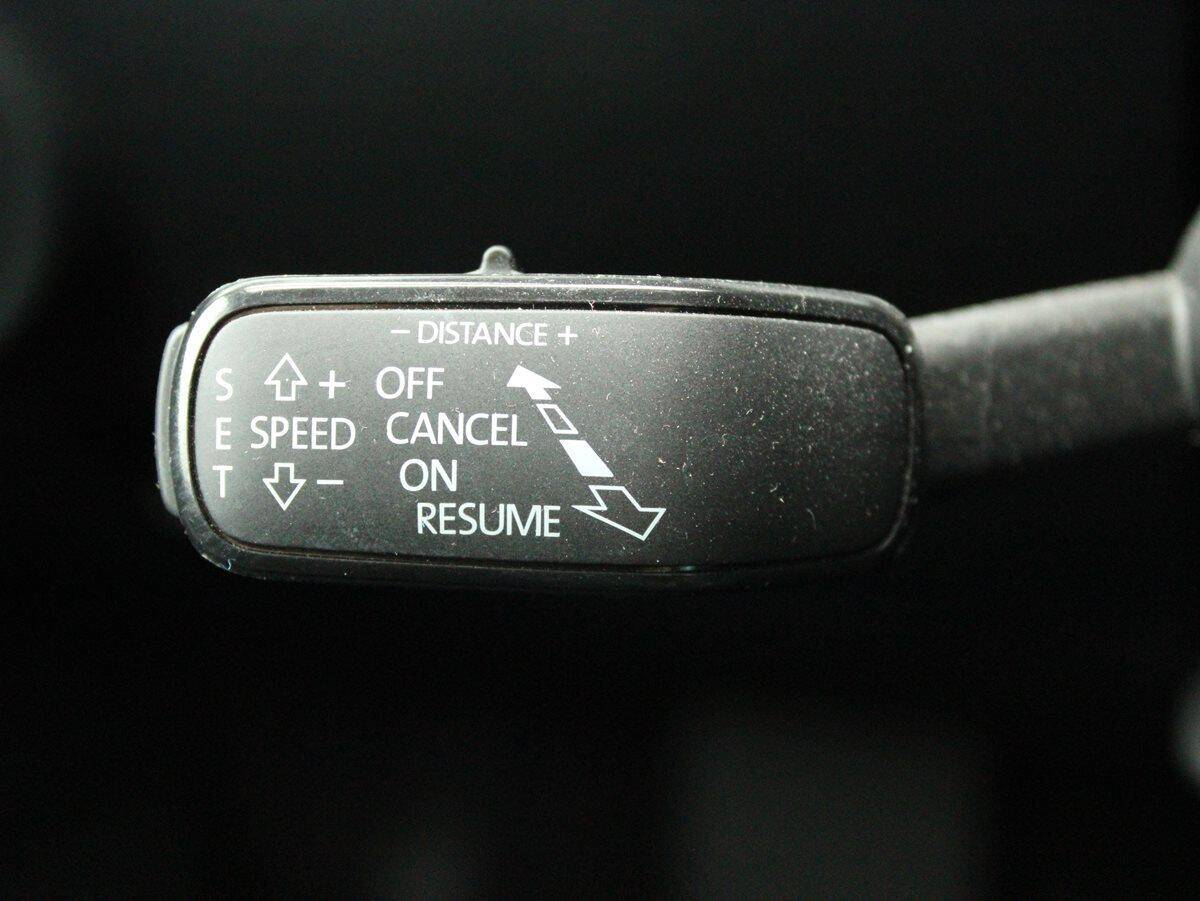 − DISTANCE +
S + OFF
E SPEED CANCEL
T − ON
RESUME